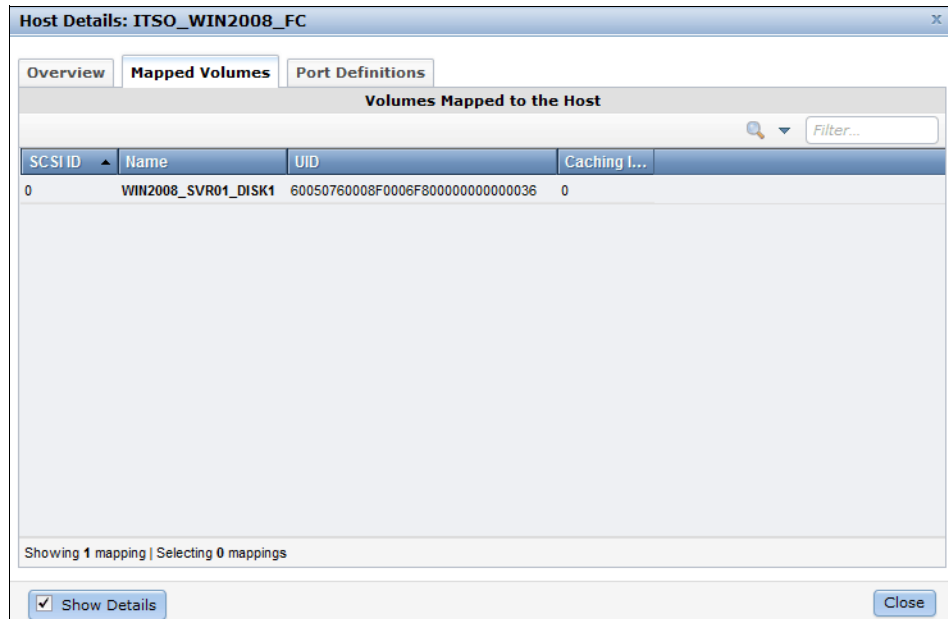 Host Details: ITSO_WIN2008_FC x
Overview Mapped Volumes Port Definitions
Volumes Mapped to the Host
Filter...
SCSI ID Name UID Caching I...
0 WIN2008_SVR01_DISK1 60050760008F0006F800000000000036 0
Showing 1 mapping | Selecting 0 mappings
Show Details Close